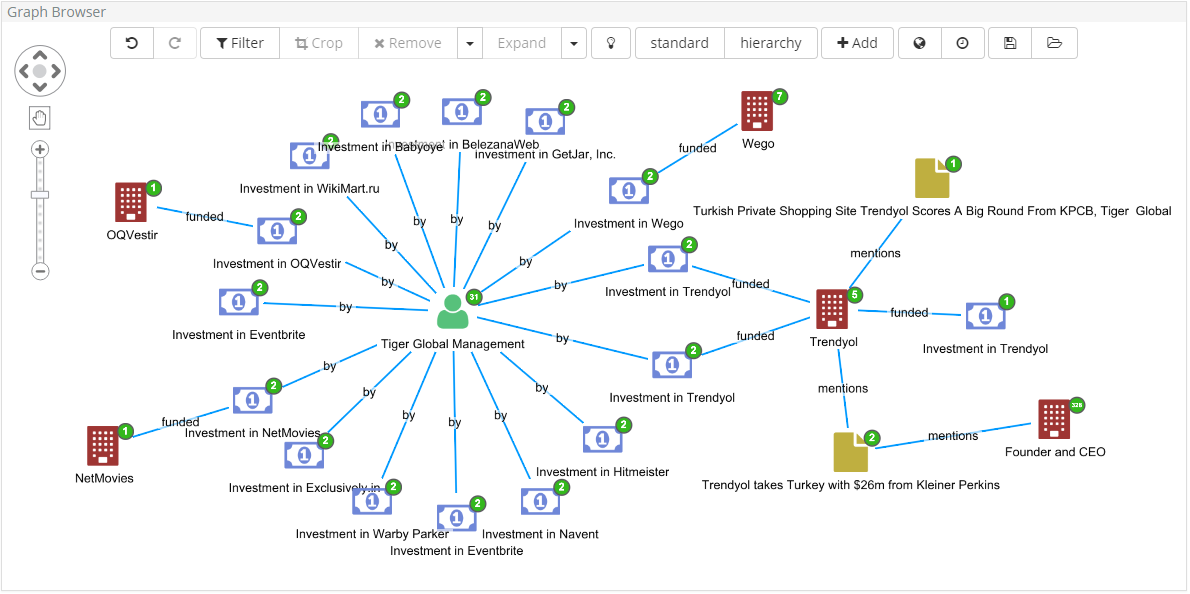 Graph Browser
Filter
Crop
Remove
Expand
standard
hierarchy
Add
2
Investment in Babyoye
2
Investment in BelezanaWeb
2
Investment in GetJar, Inc.
7
Wego
funded
2
Investment in WikiMart.ru
2
Investment in Wego
1
Turkish Private Shopping Site Trendyol Scores A Big Round From KPCB, Tiger Global
1
OQVestir
funded
2
Investment in OQVestir
by
by
by
by
by
by
by
by
2
Investment in Trendyol
funded
mentions
2
Investment in Eventbrite
31
Tiger Global Management
5
Trendyol
funded
1
Investment in Trendyol
by
2
Investment in Trendyol
funded
mentions
by
by
by
by
by
by
2
Investment in NetMovies
funded
1
NetMovies
2
Investment in Exclusively.in
2
Investment in Warby Parker
2
Investment in Eventbrite
2
Investment in Navent
2
Investment in Hitmeister
2
Trendyol takes Turkey with $26m from Kleiner Perkins
mentions
328
Founder and CEO